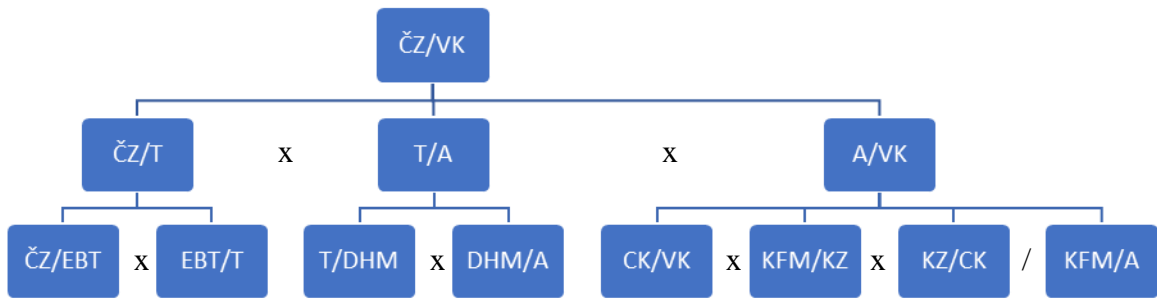 ČZ/VK
ČZ/T x T/A x A/VK
ČZ/EBT x EBT/T T/DHM x DHM/A CK/VK x KFM/KZ x KZ/CK / KFM/A